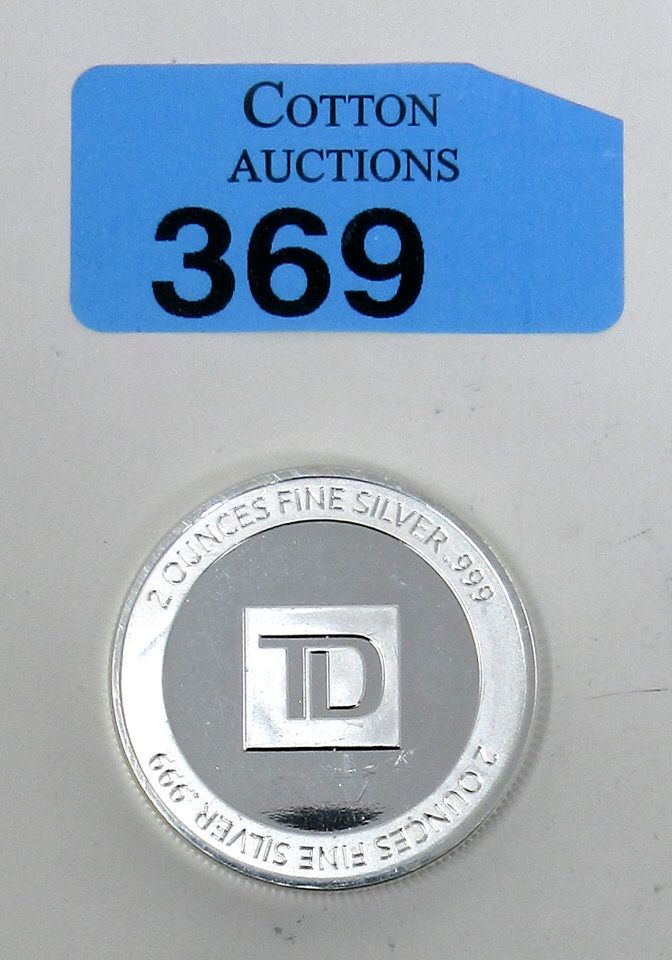 COTTON
AUCTIONS
369
2 OUNCES FINE SILVER .999
TD
2 OUNCES FINE SILVER .999